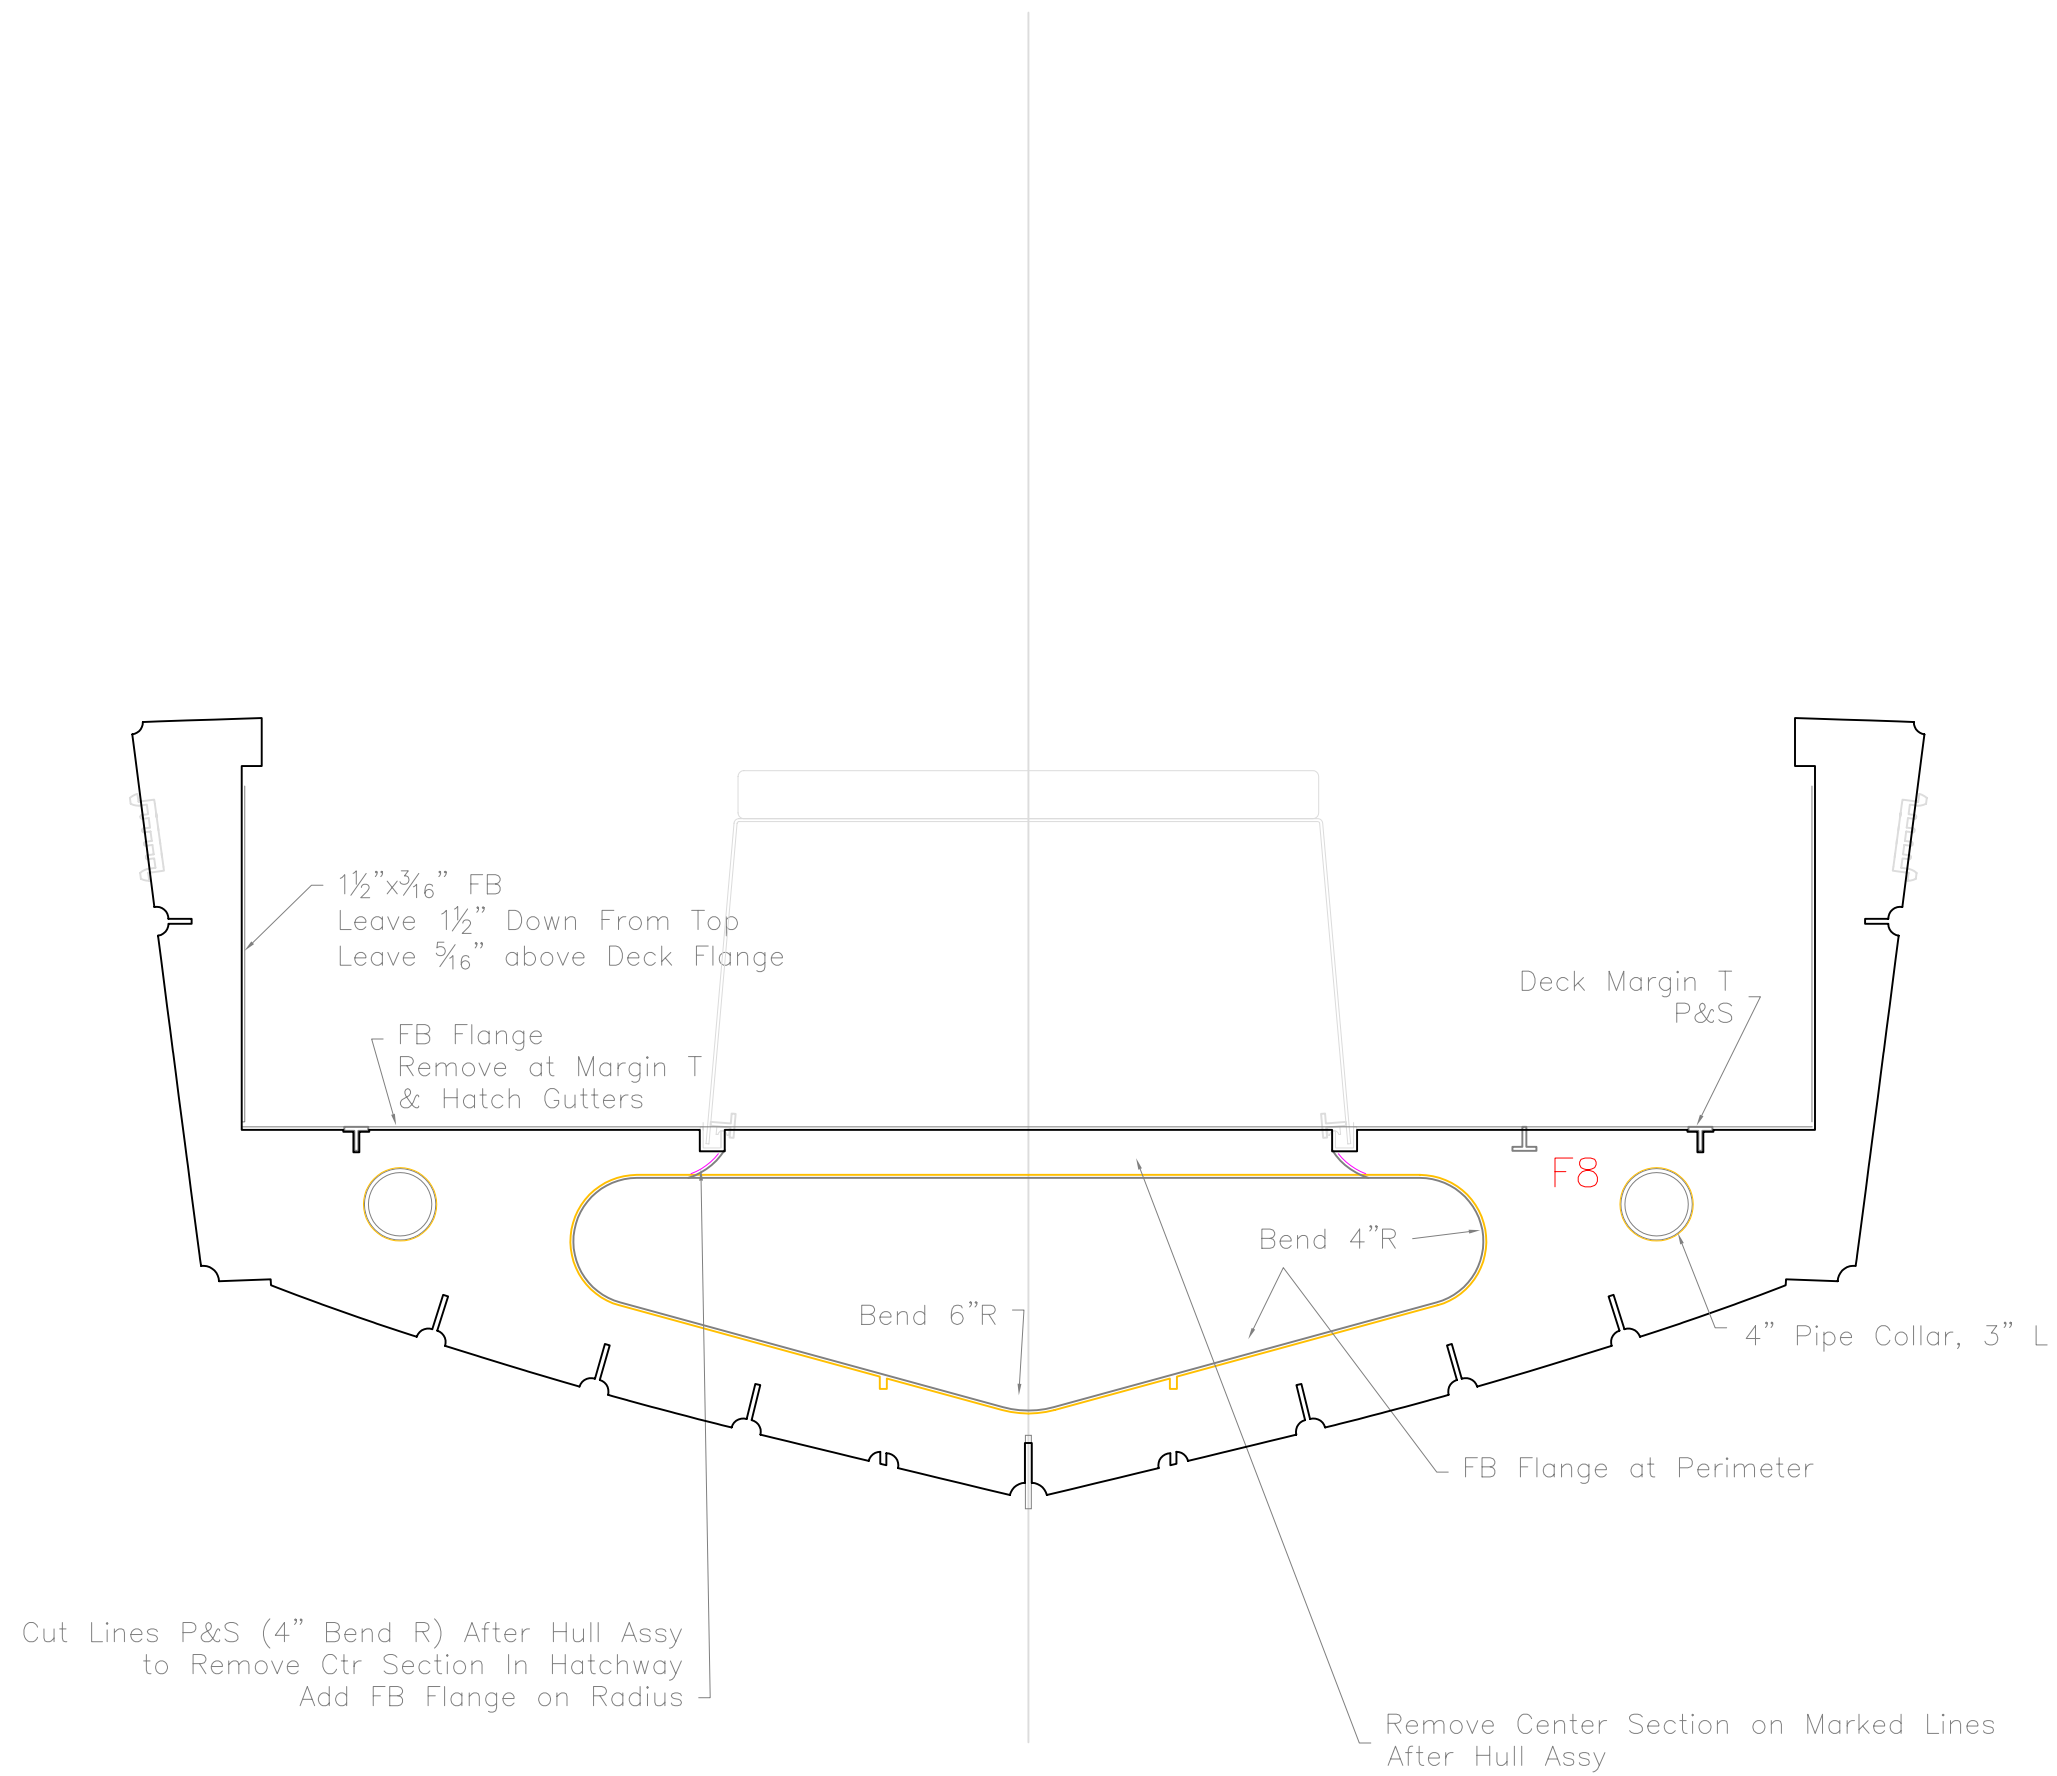 1½”x3⁄16” FB
Leave 1½” Down From Top
Leave 5⁄16” above Deck Flange
Deck Margin T
P&S
FB Flange
Remove at Margin T
& Hatch Gutters
F8
Bend 4”R
Bend 6”R
4” Pipe Collar, 3” L
FB Flange at Perimeter
Cut Lines P&S (4” Bend R) After Hull Assy
to Remove Ctr Section In Hatchway
Add FB Flange on Radius
Remove Center Section on Marked Lines
After Hull Assy